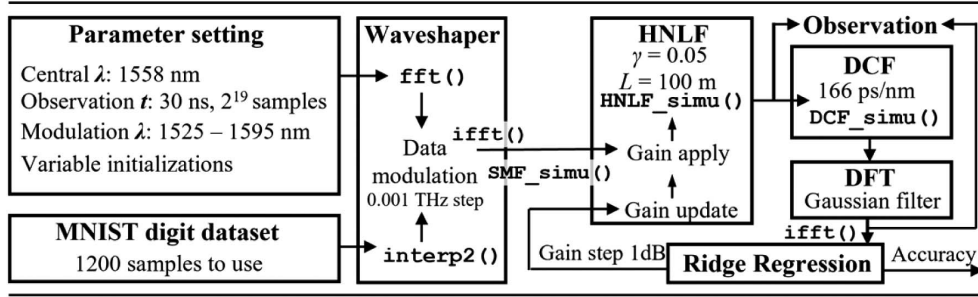 Parameter setting
Central λ: 1558 nm
Observation t: 30 ns, 2¹⁹ samples
Modulation λ: 1525 – 1595 nm
Variable initializations
MNIST digit dataset
1200 samples to use
Waveshaper
fft()
Data
modulation
0.001 THz step
interp2()
ifft()
SMF_simu()
HNLF
γ = 0.05
L = 100 m
HNLF_simu()
Gain apply
Gain update
Observation
DCF
166 ps/nm
DCF_simu()
DFT
Gaussian filter
ifft()
Gain step 1dB
Ridge Regression
Accuracy